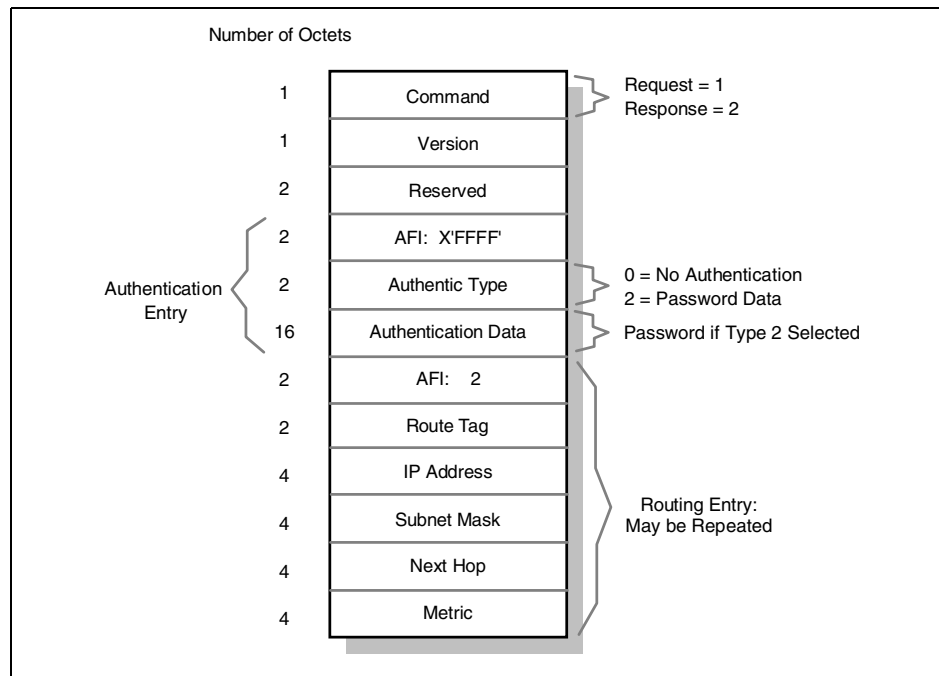 Number of Octets
1
Command
Request = 1
Response = 2
1
Version
2
Reserved
2
AFI: X'FFFF'
Authentication
Entry
2
Authentic Type
0 = No Authentication
2 = Password Data
16
Authentication Data
Password if Type 2 Selected
2
AFI: 2
2
Route Tag
4
IP Address
4
Subnet Mask
Routing Entry:
May be Repeated
4
Next Hop
4
Metric